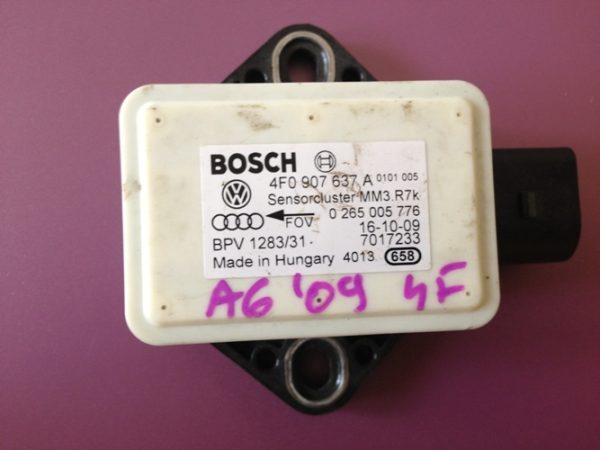 BOSCH
4F0 907 637 A 0101 005
Sensorcluster MM3.R7k
FOV 0 265 005 776
16-10-09
BPV 1283/31- 7017233
Made in Hungary 4013 658
A6 '09 4F